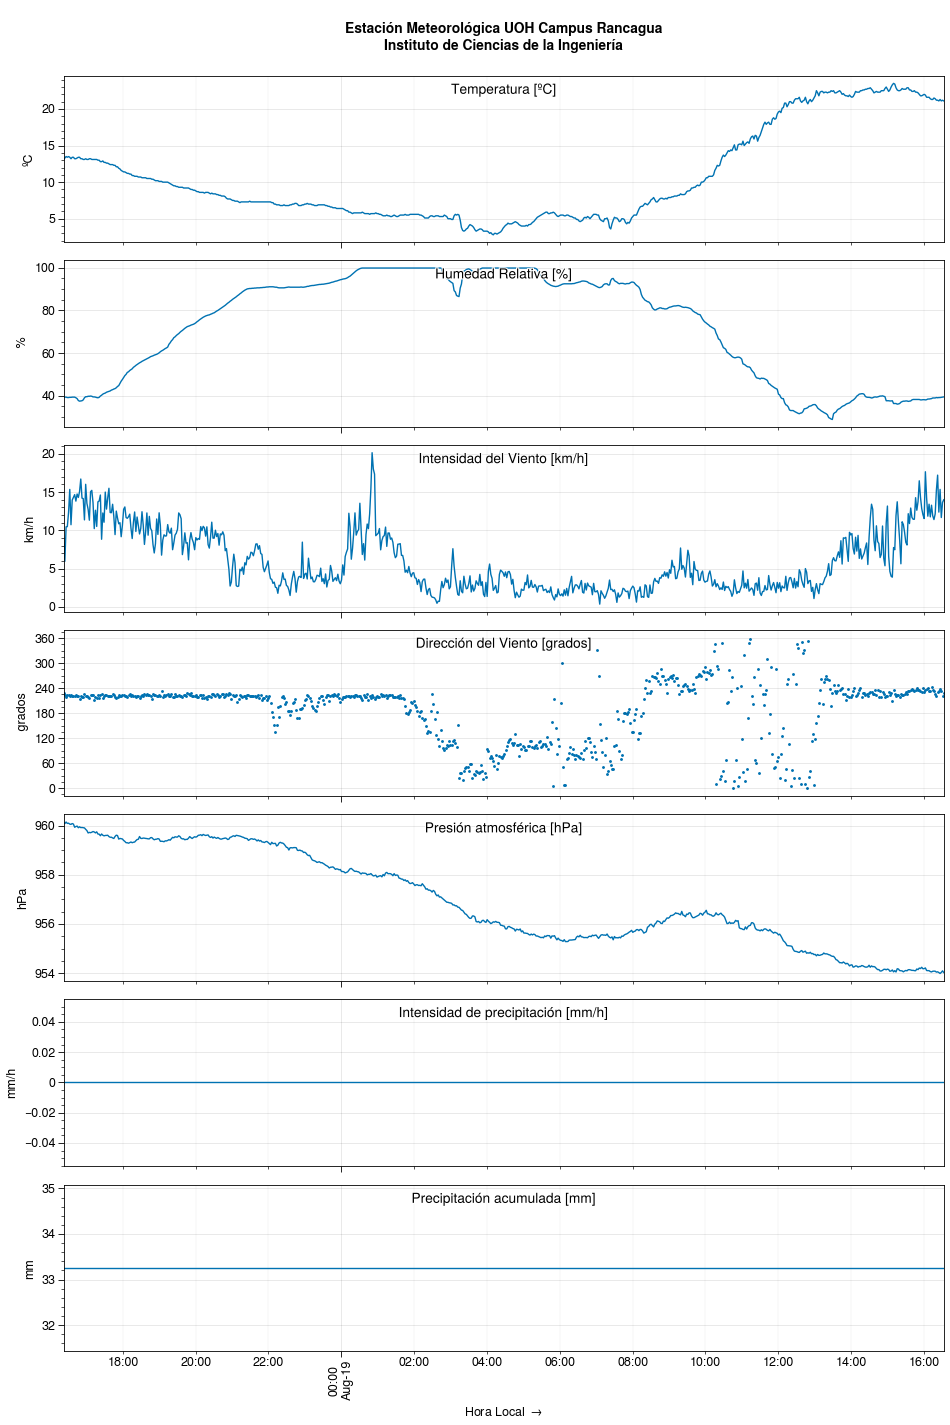 Estación Meteorológica UOH Campus Rancagua
Instituto de Ciencias de la Ingeniería
Temperatura [ºC]
20
15
10
5
ºC
Humedad Relativa [%]
100
80
60
40
%
Intensidad del Viento [km/h]
20
15
10
5
0
km/h
Dirección del Viento [grados]
360
300
240
180
120
60
0
grados
Presión atmosférica [hPa]
960
958
956
954
hPa
Intensidad de precipitación [mm/h]
0.04
0.02
0
−0.02
−0.04
mm/h
Precipitación acumulada [mm]
35
34
33
32
mm
18:00 20:00 22:00 00:00 02:00 04:00 06:00 08:00 10:00 12:00 14:00 16:00
Aug-19
Hora Local →